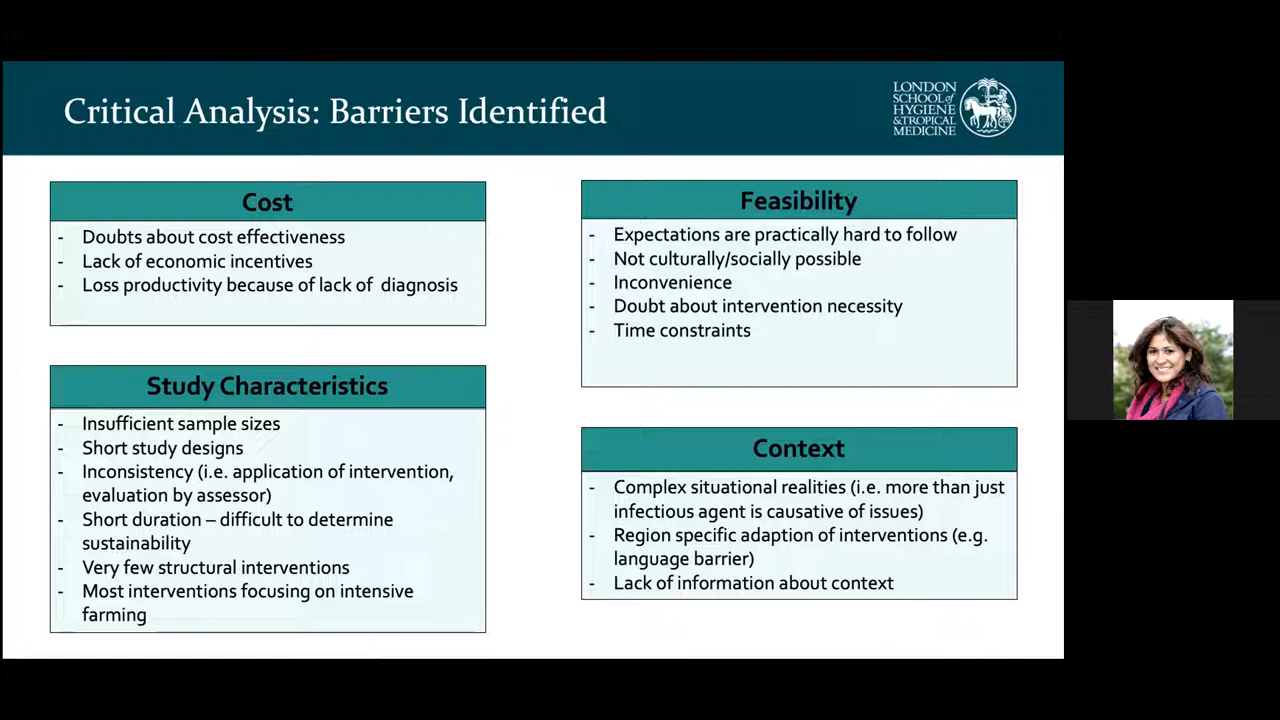 Critical Analysis: Barriers Identified
LONDON
SCHOOL of
HYGIENE
& TROPICAL
MEDICINE
Cost
- Doubts about cost effectiveness
- Lack of economic incentives
- Loss productivity because of lack of diagnosis
Feasibility
- Expectations are practically hard to follow
- Not culturally/socially possible
- Inconvenience
- Doubt about intervention necessity
- Time constraints
Study Characteristics
- Insufficient sample sizes
- Short study designs
- Inconsistency (i.e. application of intervention,
evaluation by assessor)
- Short duration – difficult to determine
sustainability
- Very few structural interventions
- Most interventions focusing on intensive
farming
Context
- Complex situational realities (i.e. more than just
infectious agent is causative of issues)
- Region specific adaption of interventions (e.g.
language barrier)
- Lack of information about context